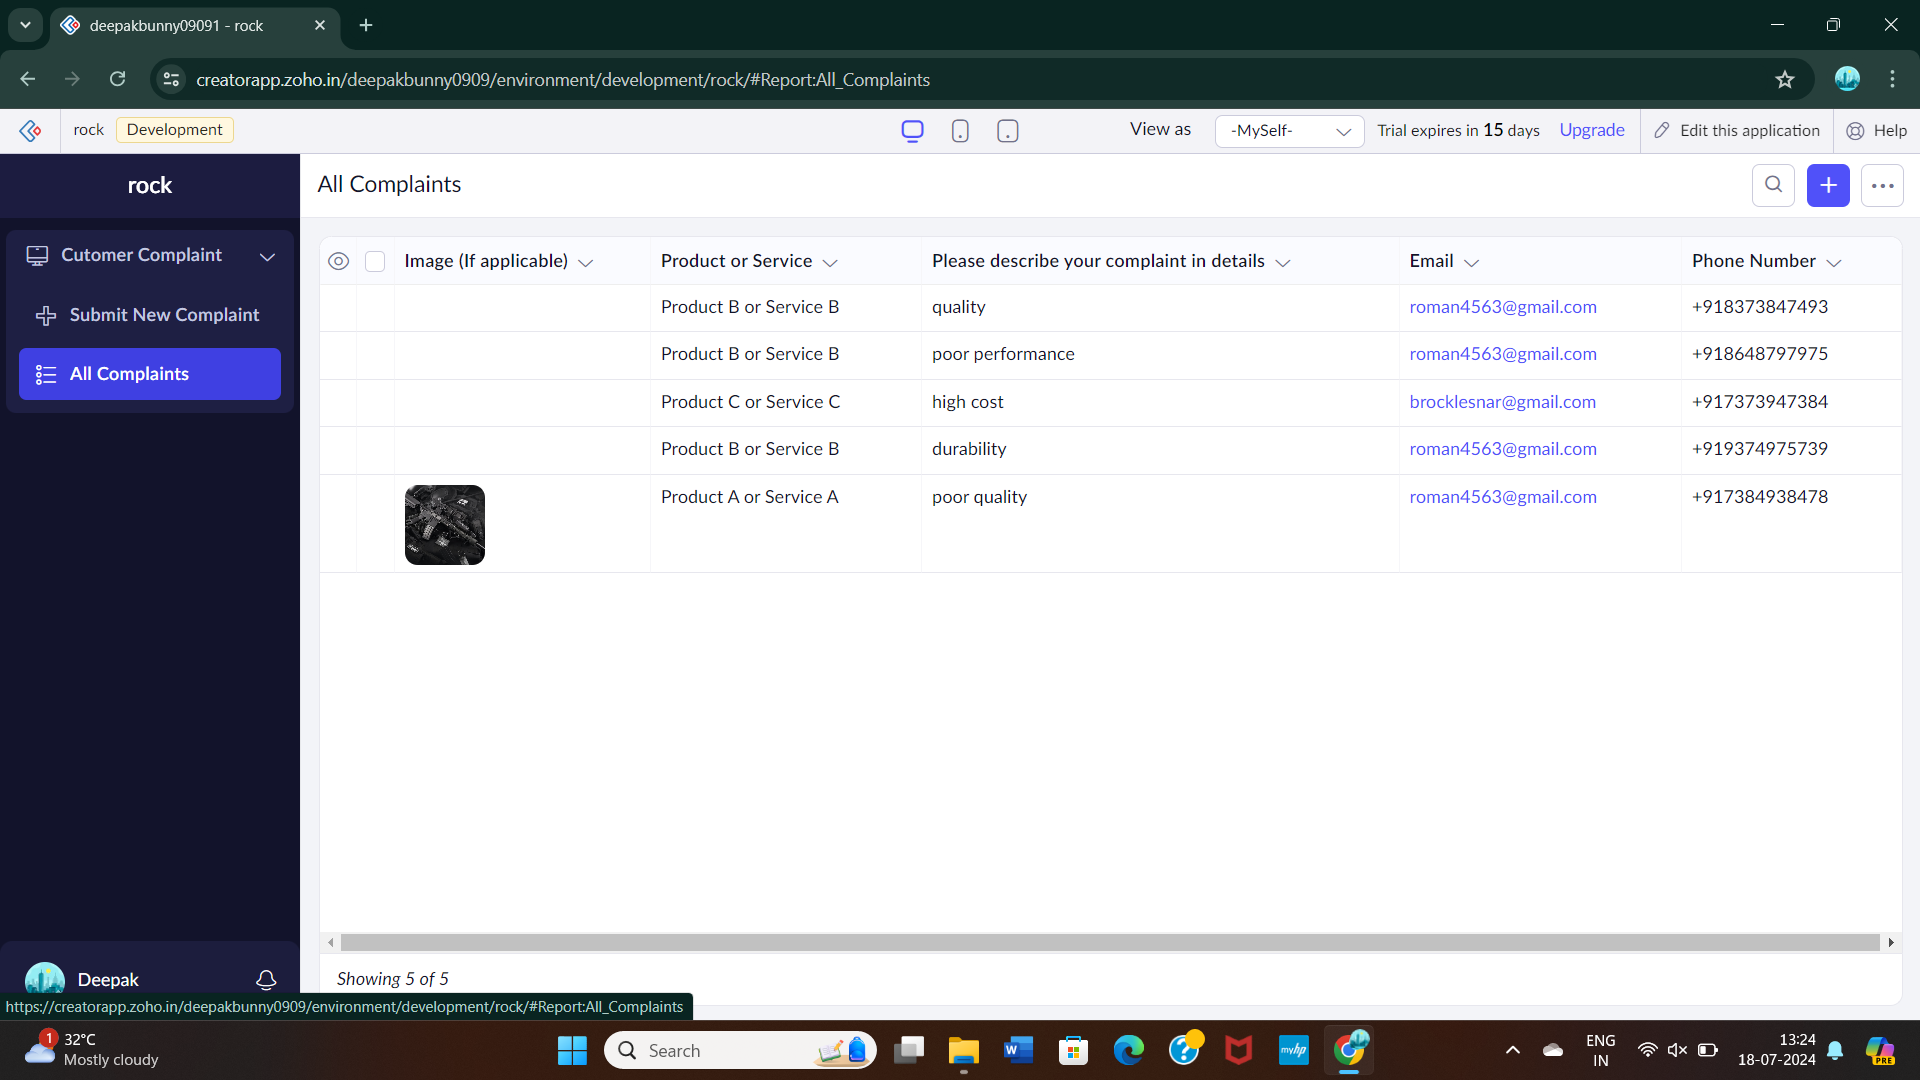 deepakbunny09091 - rock
creatorapp.zoho.in/deepakbunny0909/environment/development/rock/#Report:All_Complaints
rock Development View as -MySelf- Trial expires in 15 days Upgrade Edit this application Help
rock
All Complaints
Cutomer Complaint
Submit New Complaint
All Complaints
Image (If applicable) Product or Service Please describe your complaint in details Email Phone Number
Product B or Service B quality roman4563@gmail.com +918373847493
Product B or Service B poor performance roman4563@gmail.com +918648797975
Product C or Service C high cost brocklesnar@gmail.com +917373947384
Product B or Service B durability roman4563@gmail.com +919374975739
Product A or Service A poor quality roman4563@gmail.com +917384938478
Showing 5 of 5
Deepak
https://creatorapp.zoho.in/deepakbunny0909/environment/development/rock/#Report:All_Complaints
1
32°C
Mostly cloudy
Search
W
?
myhp
ENG
IN
13:24
18-07-2024
PRE